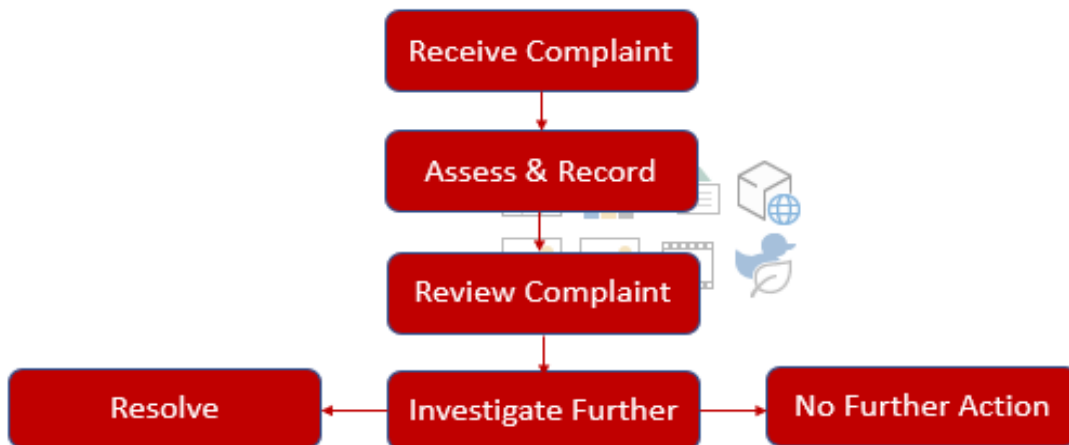 Receive Complaint
Assess & Record
Review Complaint
Resolve
Investigate Further
No Further Action